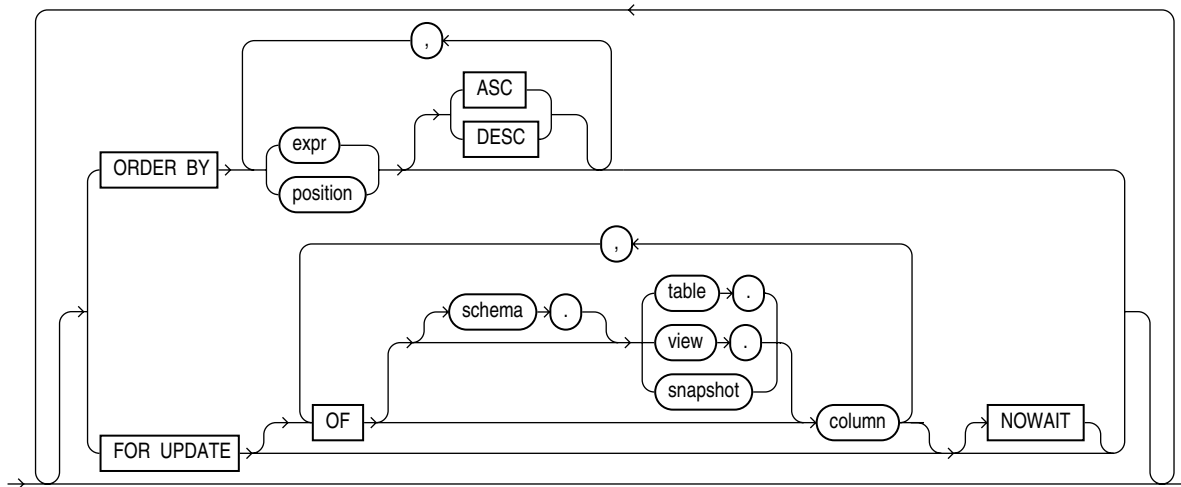 ,
ASC
DESC
expr
ORDER BY
position
,
table .
schema .
view .
snapshot
OF
column
NOWAIT
FOR UPDATE